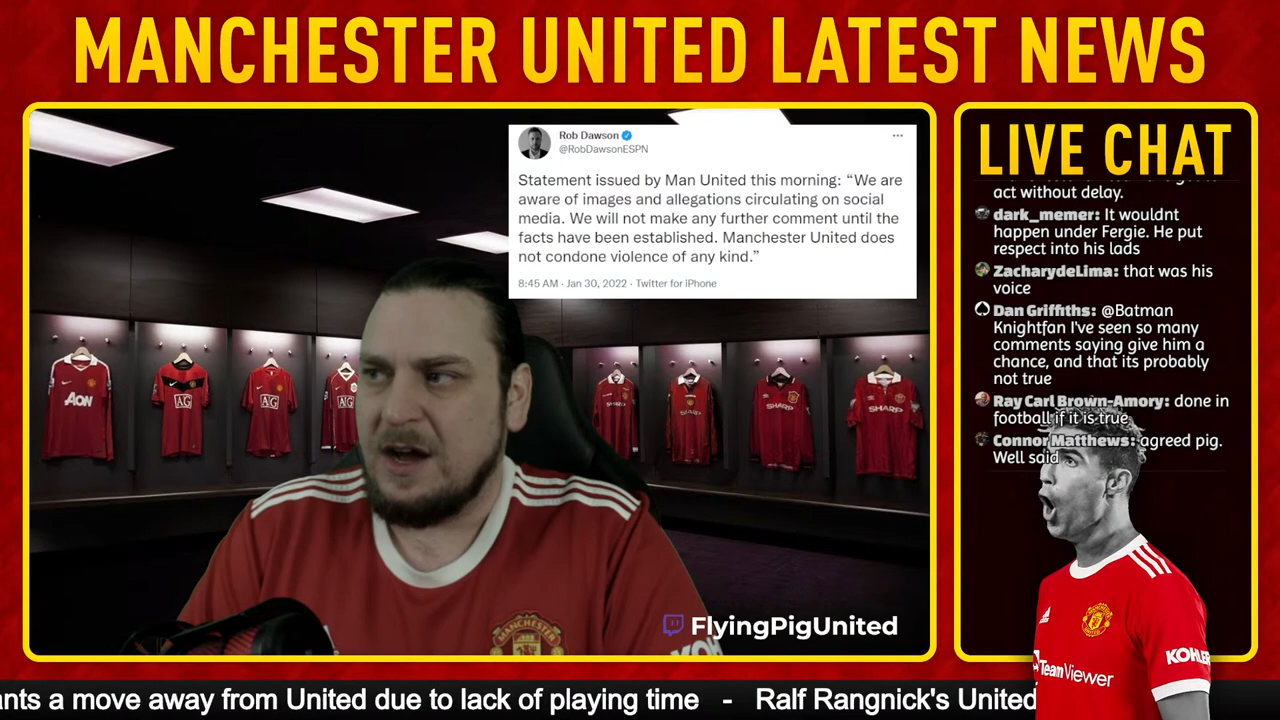 MANCHESTER UNITED LATEST NEWS
Rob Dawson
@RobDawsonESPN
Statement issued by Man United this morning: “We are
aware of images and allegations circulating on social
media. We will not make any further comment until the
facts have been established. Manchester United does
not condone violence of any kind.”
8:45 AM · Jan 30, 2022 · Twitter for iPhone
AON
AG
AG
AG
SHARP
SHARP
SHARP
MANCHESTER
FlyingPigUnited
LIVE CHAT
act without delay.
dark_memer: It wouldnt
happen under Fergie. He put
respect into his lads
ZacharydeLima: that was his
voice
Dan Griffiths: @Batman
Knightfan I've seen so many
comments saying give him a
chance, and that its probably
not true
Ray Carl Brown-Amory: done in
football if it is true
Connor Matthews: agreed pig.
Well said
TeamViewer
KOHLE
nts a move away from United due to lack of playing time - Ralf Rangnick's United